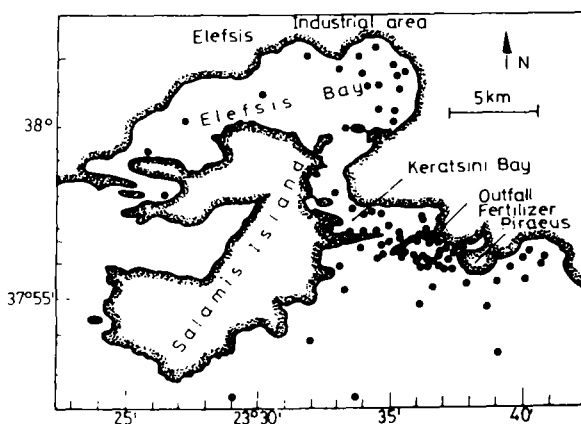 Industrial area
Elefsis
N
5km
Elefsis Bay
38°
Keratsini Bay
Outfall
Fertilizer
Piraeus
Salamis Island
37°55'
25'
23°30'
35'
40'